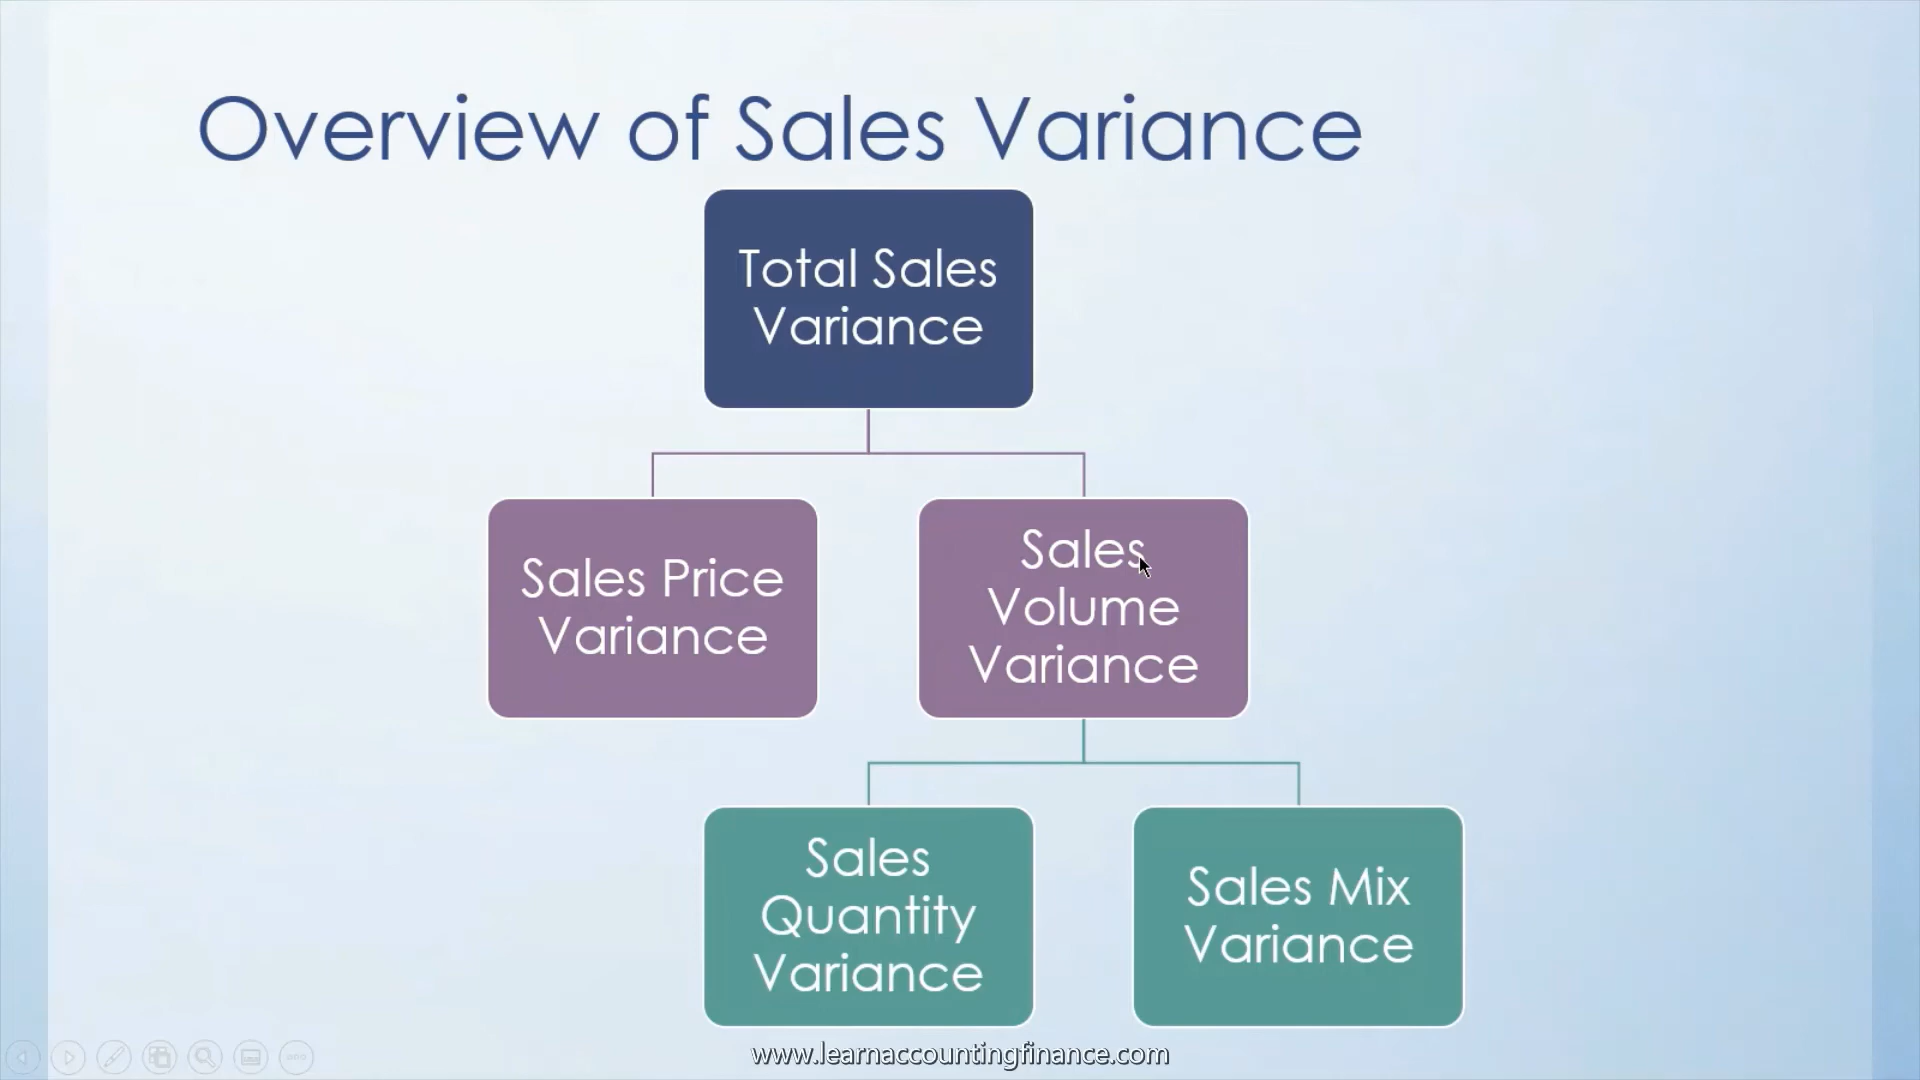 Overview of Sales Variance
Total Sales
Variance
Sales Price
Variance
Sales
Volume
Variance
Sales
Quantity
Variance
Sales Mix
Variance
www.learnaccountingfinance.com